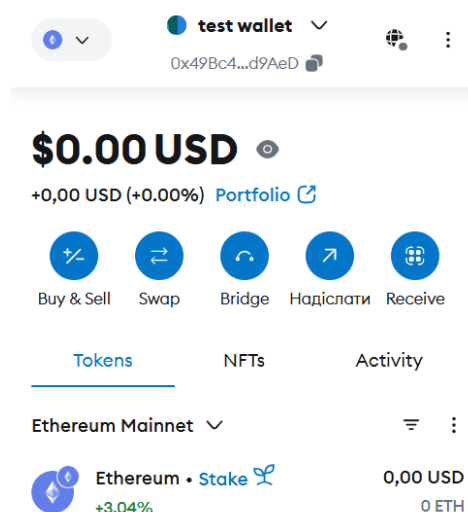 test wallet
0x49Bc4...d9AeD
$0.00 USD
+0,00 USD (+0.00%) Portfolio
Buy & Sell Swap Bridge Надіслати Receive
Tokens NFTs Activity
Ethereum Mainnet
Ethereum • Stake 0,00 USD
+3.04% 0 ETH